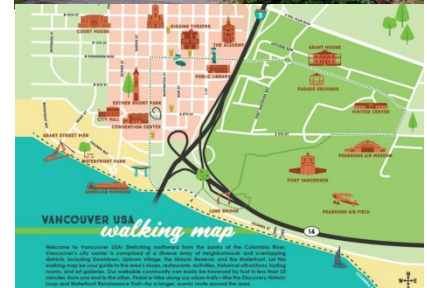 COURT HOUSE
KIGGINS THEATRE
THE ACADEMY
PUBLIC LIBRARY
5
GRANT HOUSE
PARADE GROUNDS
VISITOR CENTER
ESTHER SHORT PARK
CITY HALL
CONVENTION CENTER
GRANT STREET PIER
WATERFRONT PARK
AMERICAN EMPRESS
PEARSONS AIR MUSEUM
FORT VANCOUVER
LAND BRIDGE
PEARSONS AIR FIELD
14
VANCOUVER USA
walking map
Welcome to Vancouver USA! Stretching northward from the banks of the Columbia River,
Vancouver's city center is comprised of a diverse array of neighborhoods and overlapping
districts, including Downtown, Uptown Village, the Historic Reserve, and the Waterfront. Let this
walking map be your guide to the area's shops, restaurants, activities, historical attractions, tasting
rooms, and art galleries. Our walkable community can easily be traversed by foot in less than 25
minutes, from one end to the other. Pedal or hike along our urban trails—like the Discovery Historic
Loop and Waterfront Renaissance Trail—for a longer, scenic route around the area.